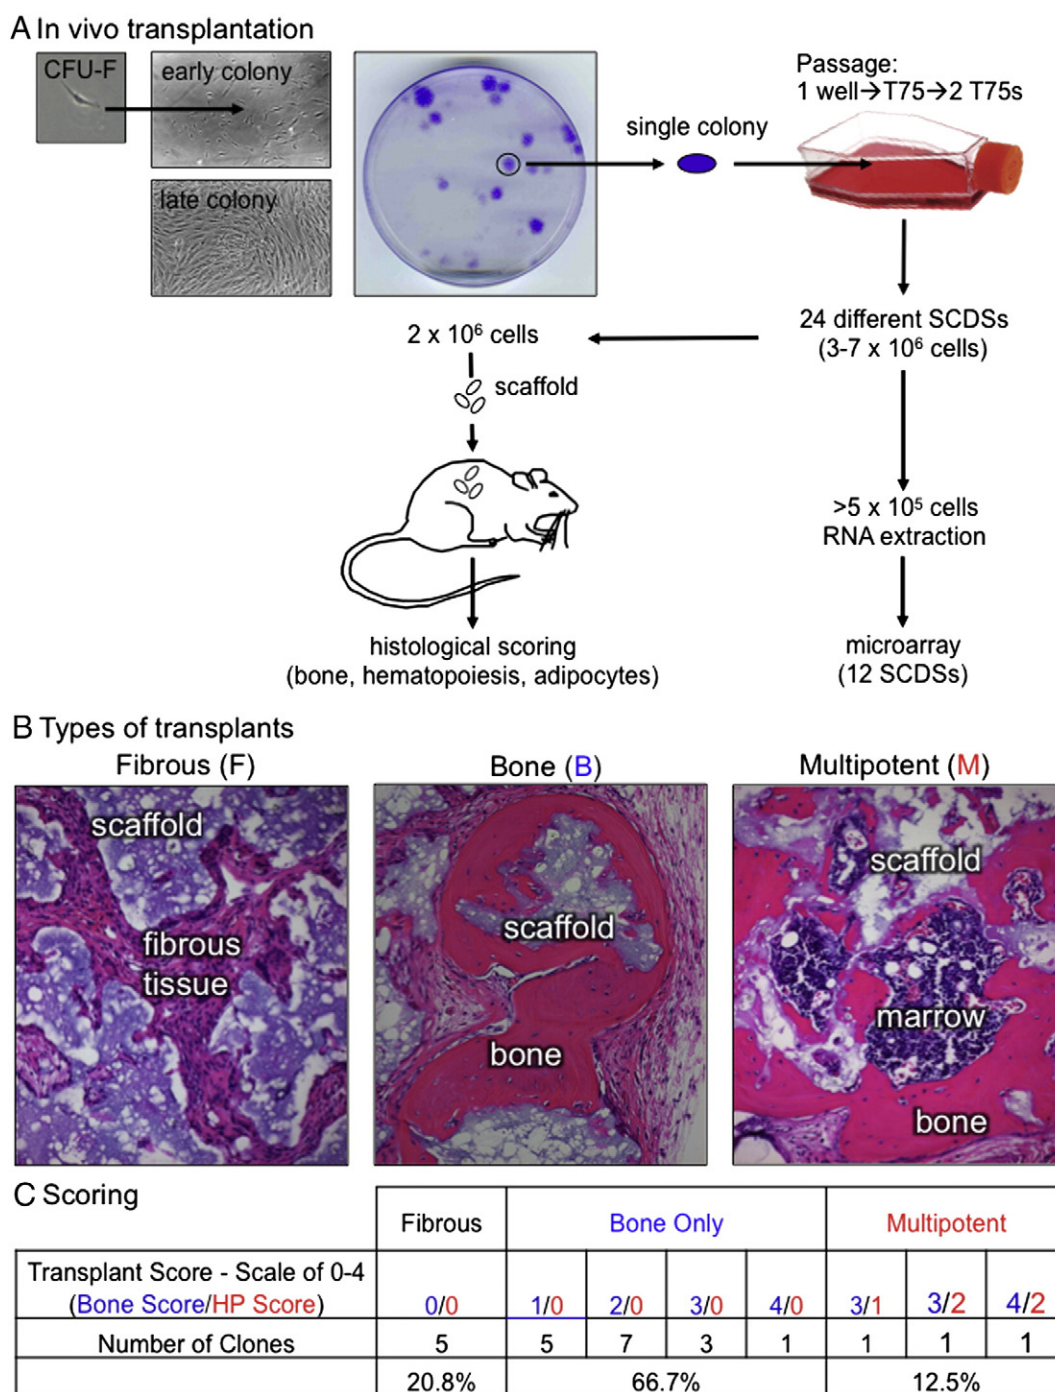 A In vivo transplantation
CFU-F
early colony
late colony
single colony
Passage:
1 well→T75→2 T75s
24 different SCDSs
(3-7 x 10⁶ cells)
2 x 10⁶ cells
scaffold
>5 x 10⁵ cells
RNA extraction
histological scoring
(bone, hematopoiesis, adipocytes)
microarray
(12 SCDSs)
B Types of transplants
Fibrous (F)
Bone (B)
Multipotent (M)
scaffold
fibrous
tissue
scaffold
bone
scaffold
marrow
bone
C Scoring
Fibrous Bone Only Multipotent
Transplant Score - Scale of 0-4
(Bone Score/HP Score) 0/0 1/0 2/0 3/0 4/0 3/1 3/2 4/2
Number of Clones 5 5 7 3 1 1 1 1
20.8% 66.7% 12.5%